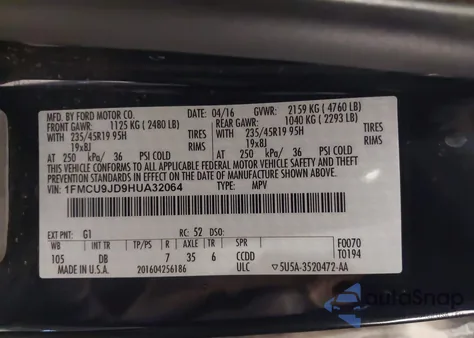 MFD. BY FORD MOTOR CO. 04/16 GVWR: 2159 KG ( 4760 LB)
FRONT GAWR: 1125 KG ( 2480 LB) REAR GAWR: 1040 KG ( 2293 LB)
WITH 235/45R19 95H TIRES WITH 235/45R19 95H TIRES
19x8J RIMS 19x8J RIMS
AT 250 kPa/ 36 PSI COLD AT 250 kPa/ 36 PSI COLD
THIS VEHICLE CONFORMS TO ALL APPLICABLE FEDERAL MOTOR VEHICLE SAFETY AND THEFT
PREVENTION STANDARDS IN EFFECT ON THE DATE OF MANUFACTURE SHOWN ABOVE.
VIN: 1FMCU9JD9HUA32064 TYPE: MPV
EXT PNT: G1 RC: 52 DSO:
WB INT TR TP/PS R AXLE TR SPR F0070
105 DB 7 35 6 CCDD T0194
MADE IN U.S.A. 201604256186 ULC 5U5A-3520472-AA
autoSnap